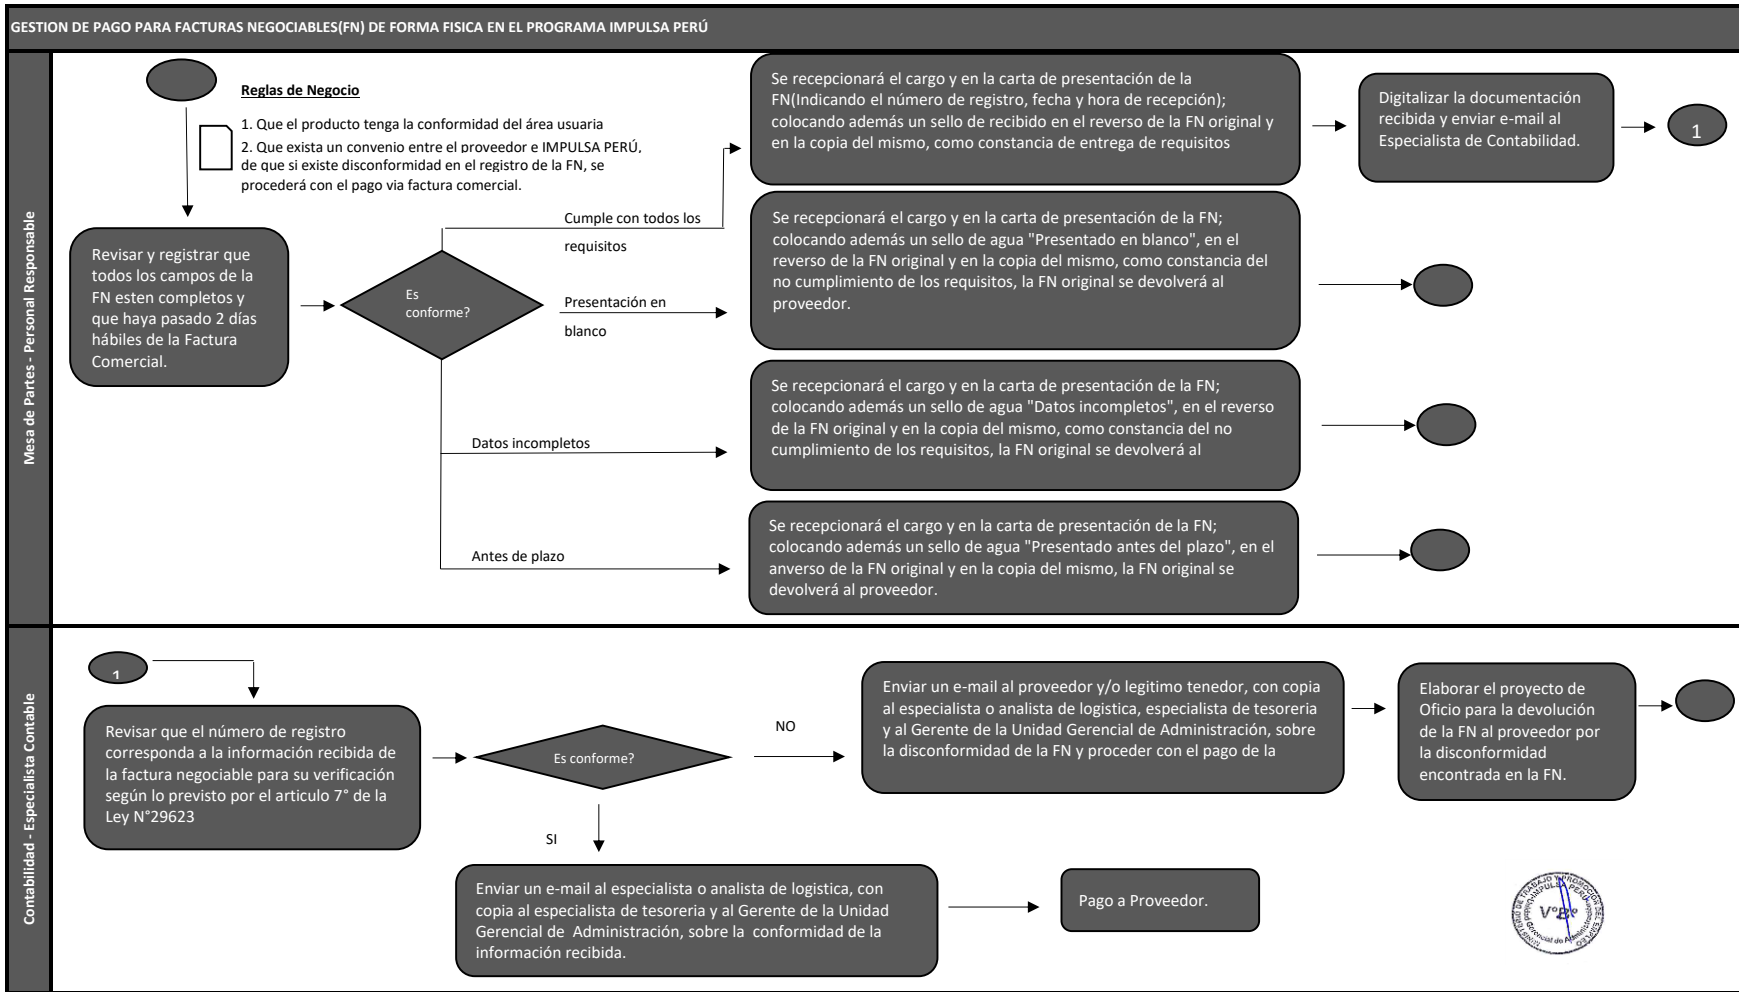 GESTION DE PAGO PARA FACTURAS NEGOCIABLES(FN) DE FORMA FISICA EN EL PROGRAMA IMPULSA PERÚ
Mesa de Partes - Personal Responsable
Reglas de Negocio
1. Que el producto tenga la conformidad del área usuaria
2. Que exista un convenio entre el proveedor e IMPULSA PERÚ,
de que si existe disconformidad en el registro de la FN, se
procederá con el pago via factura comercial.
Revisar y registrar que
todos los campos de la
FN esten completos y
que haya pasado 2 días
hábiles de la Factura
Comercial.
Es
conforme?
Cumple con todos los
requisitos
Se recepcionará el cargo y en la carta de presentación de la
FN(Indicando el número de registro, fecha y hora de recepción);
colocando además un sello de recibido en el reverso de la FN original y
en la copia del mismo, como constancia de entrega de requisitos
Digitalizar la documentación
recibida y enviar e-mail al
Especialista de Contabilidad.
1
Presentación en
blanco
Se recepcionará el cargo y en la carta de presentación de la FN;
colocando además un sello de agua "Presentado en blanco", en el
reverso de la FN original y en la copia del mismo, como constancia del
no cumplimiento de los requisitos, la FN original se devolverá al
proveedor.
Datos incompletos
Se recepcionará el cargo y en la carta de presentación de la FN;
colocando además un sello de agua "Datos incompletos", en el reverso
de la FN original y en la copia del mismo, como constancia del no
cumplimiento de los requisitos, la FN original se devolverá al
Antes de plazo
Se recepcionará el cargo y en la carta de presentación de la FN;
colocando además un sello de agua "Presentado antes del plazo", en el
anverso de la FN original y en la copia del mismo, la FN original se
devolverá al proveedor.
Contabilidad - Especialista Contable
1
Revisar que el número de registro
corresponda a la información recibida de
la factura negociable para su verificación
según lo previsto por el articulo 7° de la
Ley N°29623
Es conforme?
NO
Enviar un e-mail al proveedor y/o legitimo tenedor, con copia
al especialista o analista de logistica, especialista de tesoreria
y al Gerente de la Unidad Gerencial de Administración, sobre
la disconformidad de la FN y proceder con el pago de la
Elaborar el proyecto de
Oficio para la devolución
de la FN al proveedor por
la disconformidad
encontrada en la FN.
SI
Enviar un e-mail al especialista o analista de logistica, con
copia al especialista de tesoreria y al Gerente de la Unidad
Gerencial de Administración, sobre la conformidad de la
información recibida.
Pago a Proveedor.
MINISTERIO DE TRABAJO Y PROMOCIÓN DEL EMPLEO
IMPULSA PERÚ
V°B°
Unidad Gerencial de Administración